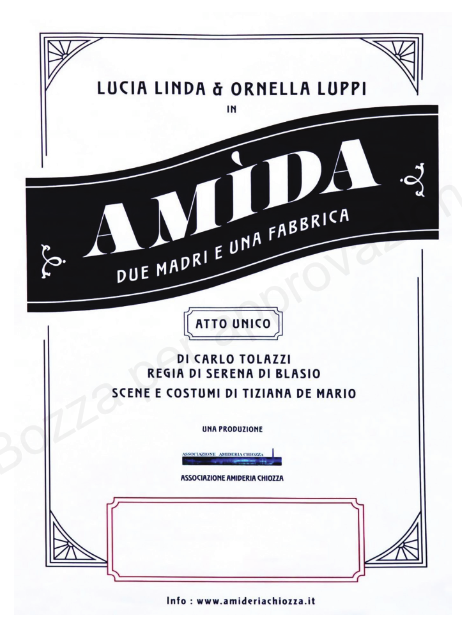 LUCIA LINDA & ORNELLA LUPPI
IN
AMÌDA
DUE MADRI E UNA FABBRICA
ATTO UNICO
DI CARLO TOLAZZI
REGIA DI SERENA DI BLASIO
SCENE E COSTUMI DI TIZIANA DE MARIO
UNA PRODUZIONE
ASSOCIAZIONE AMIDERIA CHIOZZA
ASSOCIAZIONE AMIDERIA CHIOZZA
Info : www.amideriachiozza.it
Bozza per approvazion